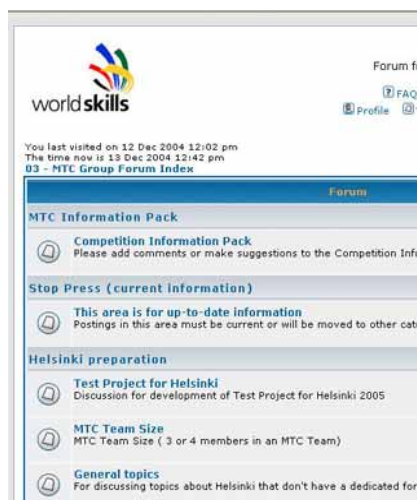 worldskills
Forum f
FAQ
Profile
You last visited on 12 Dec 2004 12:02 pm
The time now is 13 Dec 2004 12:42 pm
03 - MTC Group Forum Index
Forum
MTC Information Pack
Competition Information Pack
Please add comments or make suggestions to the Competition Info
Stop Press (current information)
This area is for up-to-date information
Postings in this area must be current or will be moved to other cat
Helsinki preparation
Test Project for Helsinki
Discussion for development of Test Project for Helsinki 2005
MTC Team Size
MTC Team Size ( 3 or 4 members in an MTC Team)
General topics
For discussing topics about Helsinki that don't have a dedicated for